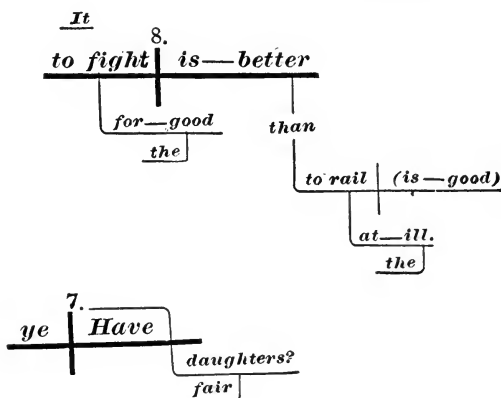 It
8.
to fight is—better
for—good
the
than
to rail (is—good)
at—ill.
the
7.
ye Have
daughters?
fair